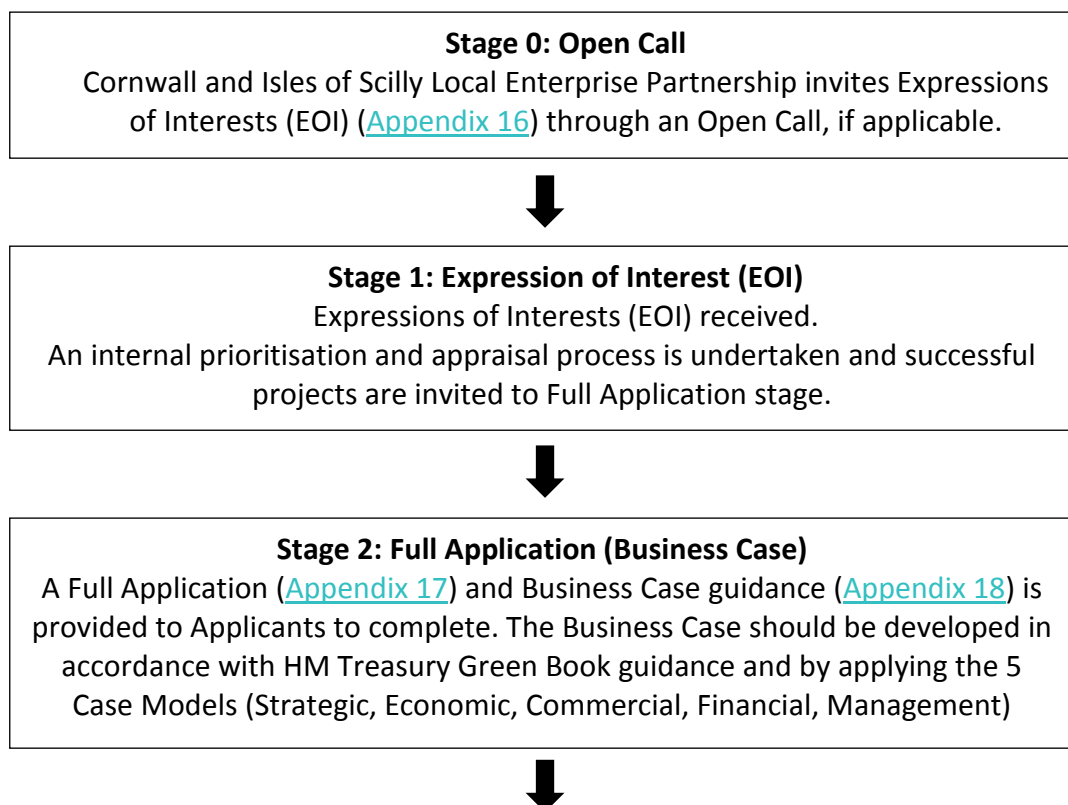 Stage 0: Open Call
Cornwall and Isles of Scilly Local Enterprise Partnership invites Expressions
of Interests (EOI) (Appendix 16) through an Open Call, if applicable.
Stage 1: Expression of Interest (EOI)
Expressions of Interests (EOI) received.
An internal prioritisation and appraisal process is undertaken and successful
projects are invited to Full Application stage.
Stage 2: Full Application (Business Case)
A Full Application (Appendix 17) and Business Case guidance (Appendix 18) is
provided to Applicants to complete. The Business Case should be developed in
accordance with HM Treasury Green Book guidance and by applying the 5
Case Models (Strategic, Economic, Commercial, Financial, Management)